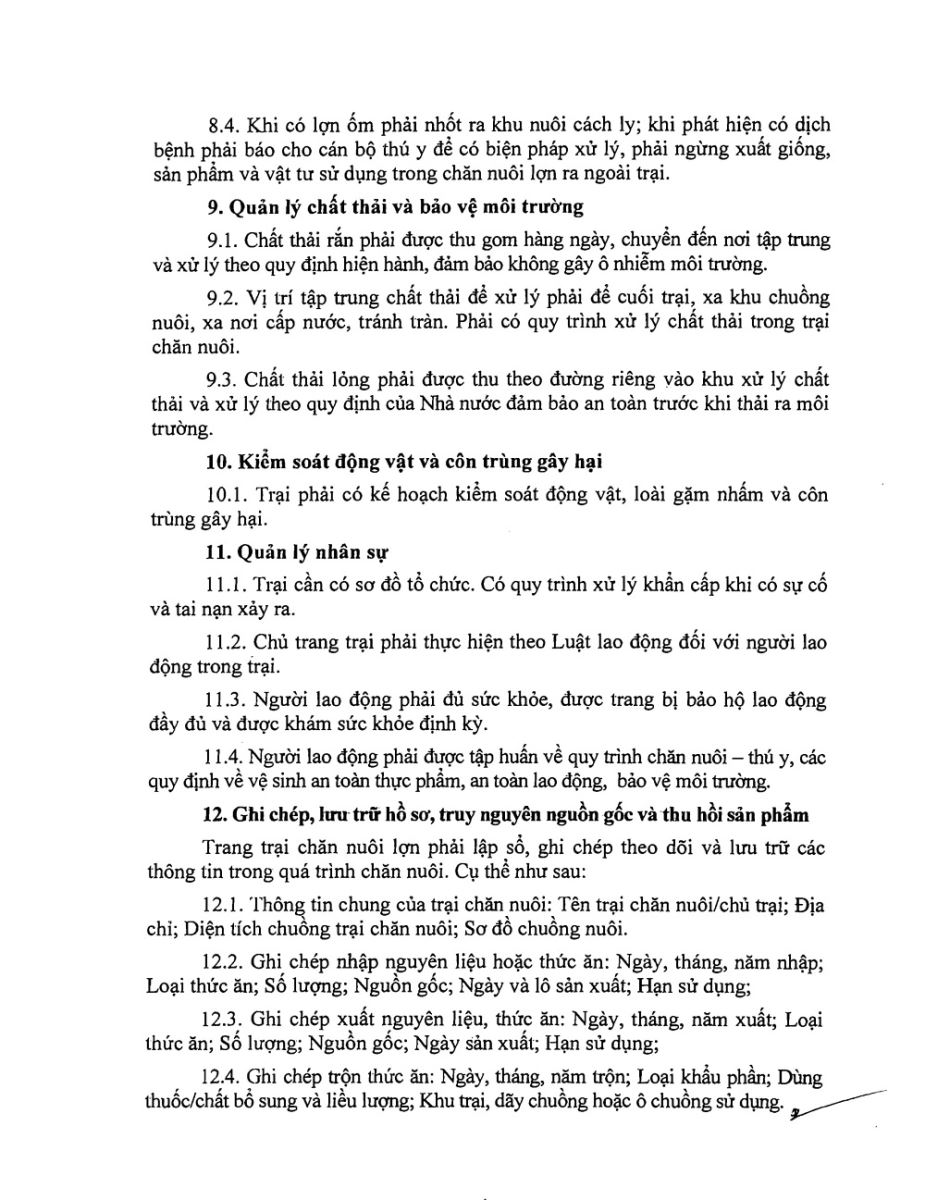 8.4. Khi có lợn ốm phải nhốt ra khu nuôi cách ly; khi phát hiện có dịch
bệnh phải báo cho cán bộ thú y để có biện pháp xử lý, phải ngừng xuất giống,
sản phẩm và vật tư sử dụng trong chăn nuôi lợn ra ngoài trại.
9. Quản lý chất thải và bảo vệ môi trường
9.1. Chất thải rắn phải được thu gom hàng ngày, chuyển đến nơi tập trung
và xử lý theo quy định hiện hành, đảm bảo không gây ô nhiễm môi trường.
9.2. Vị trí tập trung chất thải để xử lý phải để cuối trại, xa khu chuồng
nuôi, xa nơi cấp nước, tránh tràn. Phải có quy trình xử lý chất thải trong trại
chăn nuôi.
9.3. Chất thải lỏng phải được thu theo đường riêng vào khu xử lý chất
thải và xử lý theo quy định của Nhà nước đảm bảo an toàn trước khi thải ra môi
trường.
10. Kiểm soát động vật và côn trùng gây hại
10.1. Trại phải có kế hoạch kiểm soát động vật, loài gặm nhấm và côn
trùng gây hại.
11. Quản lý nhân sự
11.1. Trại cần có sơ đồ tổ chức. Có quy trình xử lý khẩn cấp khi có sự cố
và tai nạn xảy ra.
11.2. Chủ trang trại phải thực hiện theo Luật lao động đối với người lao
động trong trại.
11.3. Người lao động phải đủ sức khỏe, được trang bị bảo hộ lao động
đầy đủ và được khám sức khỏe định kỳ.
11.4. Người lao động phải được tập huấn về quy trình chăn nuôi – thú y, các
quy định về vệ sinh an toàn thực phẩm, an toàn lao động, bảo vệ môi trường.
12. Ghi chép, lưu trữ hồ sơ, truy nguyên nguồn gốc và thu hồi sản phẩm
Trang trại chăn nuôi lợn phải lập sổ, ghi chép theo dõi và lưu trữ các
thông tin trong quá trình chăn nuôi. Cụ thể như sau:
12.1. Thông tin chung của trại chăn nuôi: Tên trại chăn nuôi/chủ trại; Địa
chỉ; Diện tích chuồng trại chăn nuôi; Sơ đồ chuồng nuôi.
12.2. Ghi chép nhập nguyên liệu hoặc thức ăn: Ngày, tháng, năm nhập;
Loại thức ăn; Số lượng; Nguồn gốc; Ngày và lô sản xuất; Hạn sử dụng;
12.3. Ghi chép xuất nguyên liệu, thức ăn: Ngày, tháng, năm xuất; Loại
thức ăn; Số lượng; Nguồn gốc; Ngày sản xuất; Hạn sử dụng;
12.4. Ghi chép trộn thức ăn: Ngày, tháng, năm trộn; Loại khẩu phần; Dùng
thuốc/chất bổ sung và liều lượng; Khu trại, dãy chuồng hoặc ô chuồng sử dụng.